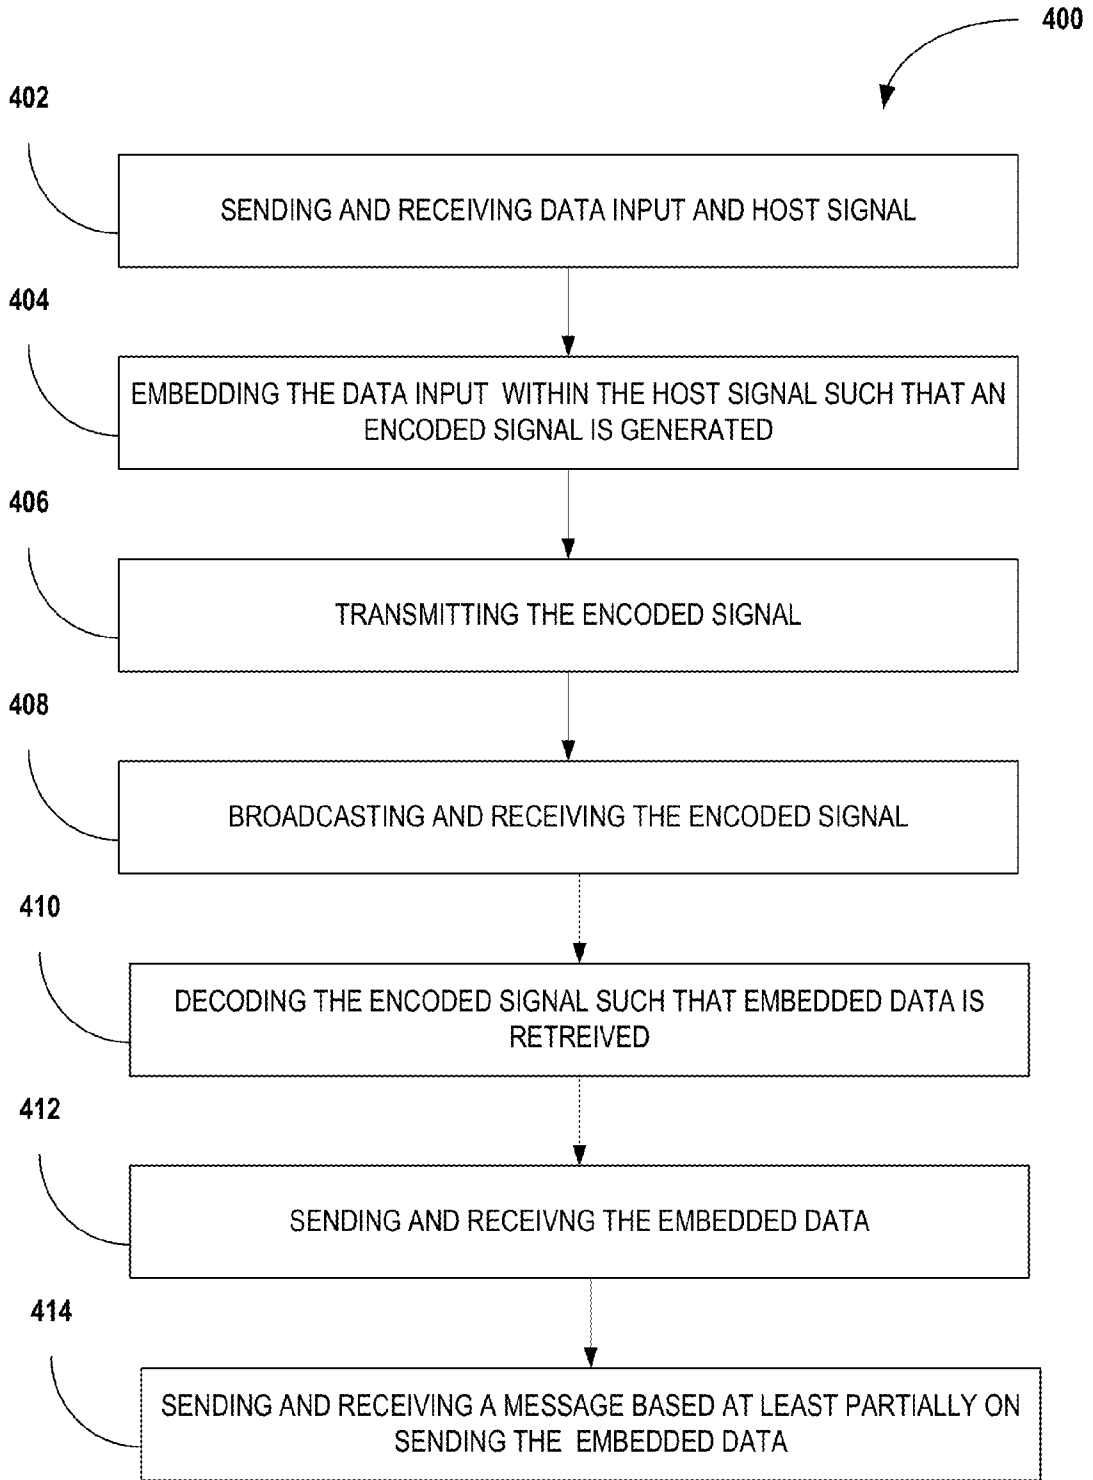 400
402
SENDING AND RECEIVING DATA INPUT AND HOST SIGNAL
404
EMBEDDING THE DATA INPUT WITHIN THE HOST SIGNAL SUCH THAT AN
ENCODED SIGNAL IS GENERATED
406
TRANSMITTING THE ENCODED SIGNAL
408
BROADCASTING AND RECEIVING THE ENCODED SIGNAL
410
DECODING THE ENCODED SIGNAL SUCH THAT EMBEDDED DATA IS
RETREIVED
412
SENDING AND RECEIVNG THE EMBEDDED DATA
414
SENDING AND RECEIVING A MESSAGE BASED AT LEAST PARTIALLY ON
SENDING THE EMBEDDED DATA